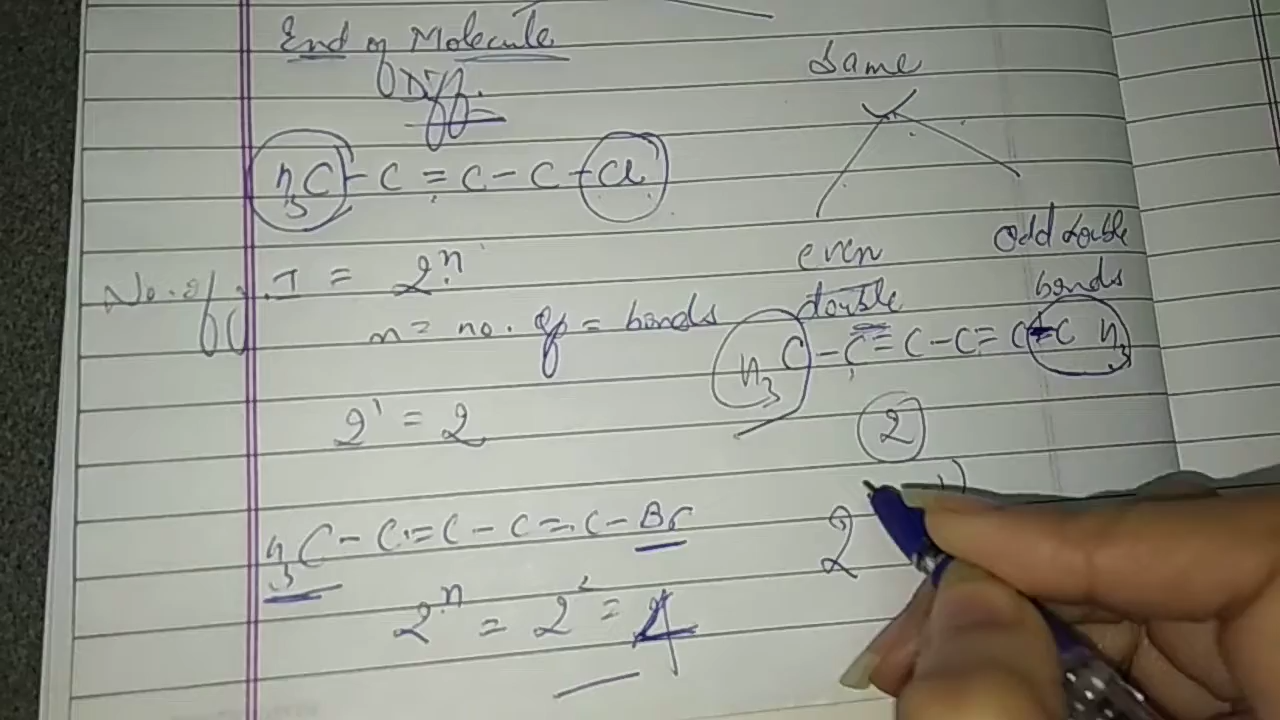 End of Molecule
Diff.
H3C - C = C - C - Cl
No. of G.I = 2^n
n = no. of = bonds
2^1 = 2
H3C - C = C - C = C - Br
2^n = 2^2 = 4
Same
even double
Odd double bonds
H3C - C = C - C = C - CH3
2
2